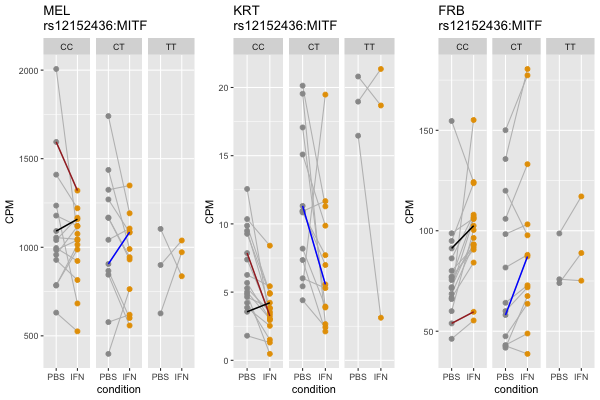 MEL
rs12152436:MITF
CC CT TT
2000
1500
1000
500
CPM
PBS IFN PBS IFN PBS IFN
condition
KRT
rs12152436:MITF
CC CT TT
20
15
10
5
0
CPM
PBS IFN PBS IFN PBS IFN
condition
FRB
rs12152436:MITF
CC CT TT
150
100
50
CPM
PBS IFN PBS IFN PBS IFN
condition